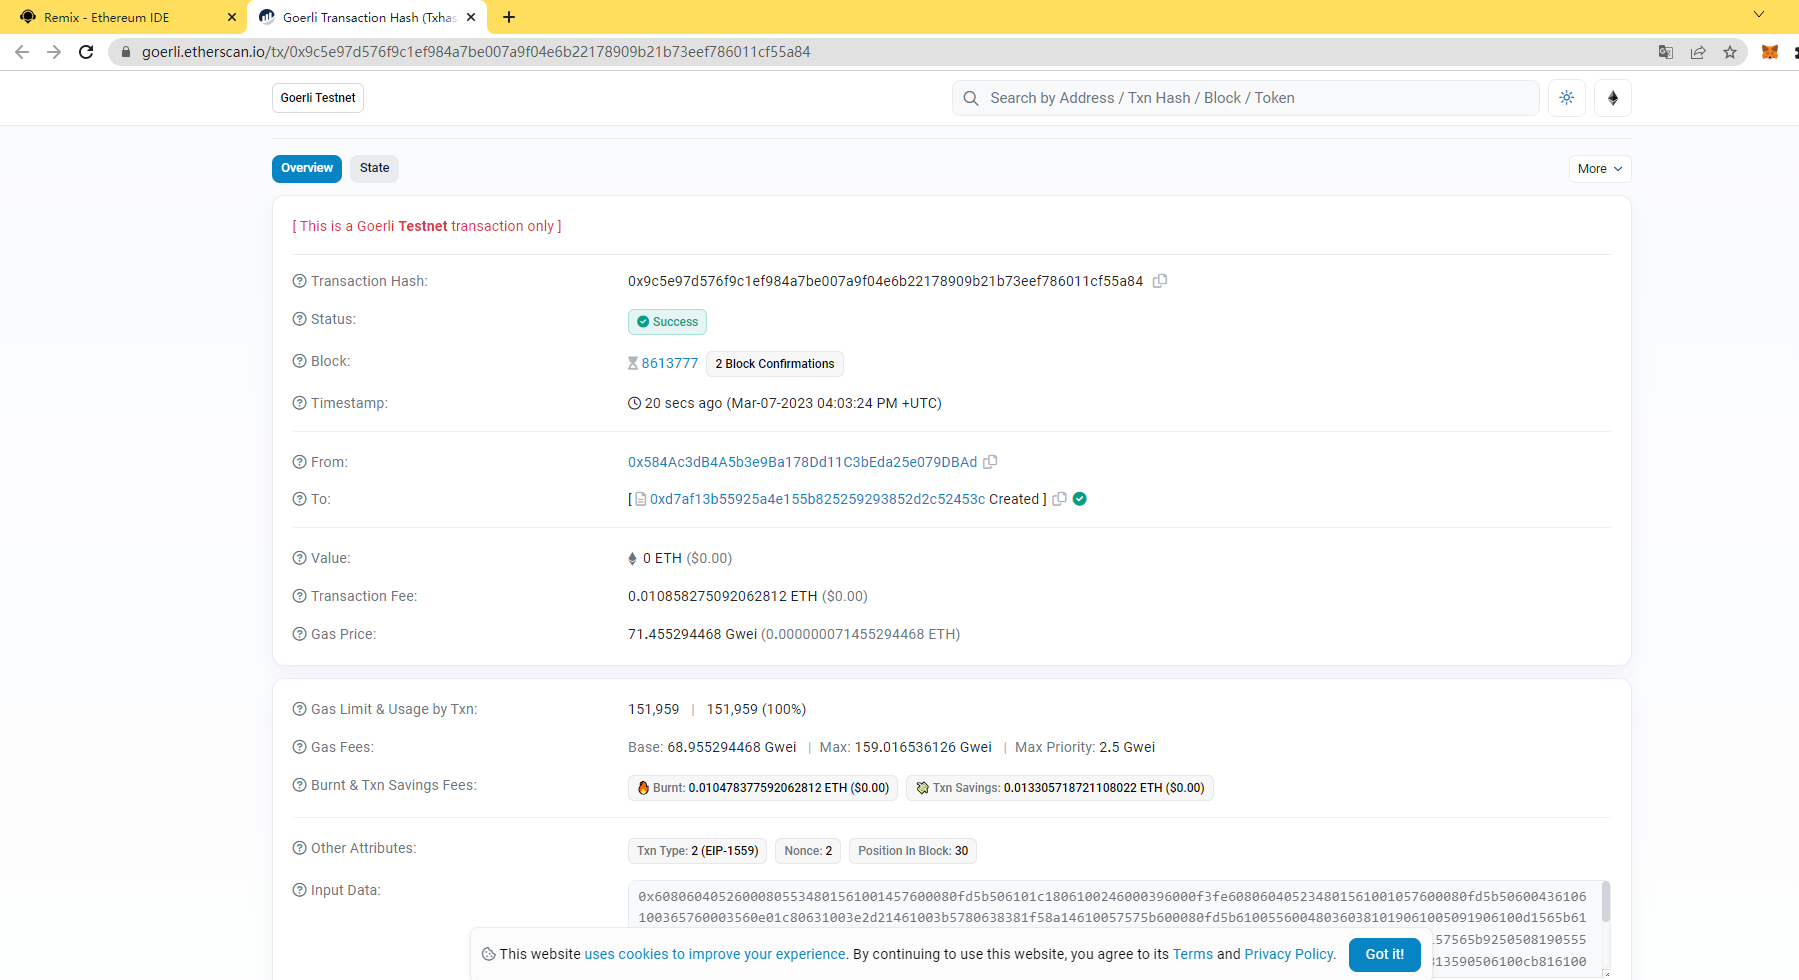 Remix - Ethereum IDE
Goerli Transaction Hash (Txhas
goerli.etherscan.io/tx/0x9c5e97d576f9c1ef984a7be007a9f04e6b22178909b21b73eef786011cf55a84
Goerli Testnet
Search by Address / Txn Hash / Block / Token
Overview State More
[ This is a Goerli Testnet transaction only ]
Transaction Hash: 0x9c5e97d576f9c1ef984a7be007a9f04e6b22178909b21b73eef786011cf55a84
Status: Success
Block: 8613777 2 Block Confirmations
Timestamp: 20 secs ago (Mar-07-2023 04:03:24 PM +UTC)
From: 0x584Ac3dB4A5b3e9Ba178Dd11C3bEda25e079DBAd
To: [ 0xd7af13b55925a4e155b825259293852d2c52453c Created ]
Value: 0 ETH ($0.00)
Transaction Fee: 0.010858275092062812 ETH ($0.00)
Gas Price: 71.455294468 Gwei (0.000000071455294468 ETH)
Gas Limit & Usage by Txn: 151,959 | 151,959 (100%)
Gas Fees: Base: 68.955294468 Gwei | Max: 159.016536126 Gwei | Max Priority: 2.5 Gwei
Burnt & Txn Savings Fees: Burnt: 0.010478377592062812 ETH ($0.00) Txn Savings: 0.013305718721108022 ETH ($0.00)
Other Attributes: Txn Type: 2 (EIP-1559) Nonce: 2 Position In Block: 30
Input Data: 0x60806040526000805534801561001457600080fd5b506101c1806100246000396000f3fe608060405234801561001057600080fd5b5060043610
6100365760003560e01c80631003e2d21461003b5780638381f58a14610057575b600080fd5b610055600480360381019061005091906100d1565b61
57565b9250508190555
813590506100cb816100
This website uses cookies to improve your experience. By continuing to use this website, you agree to its Terms and Privacy Policy. Got it!